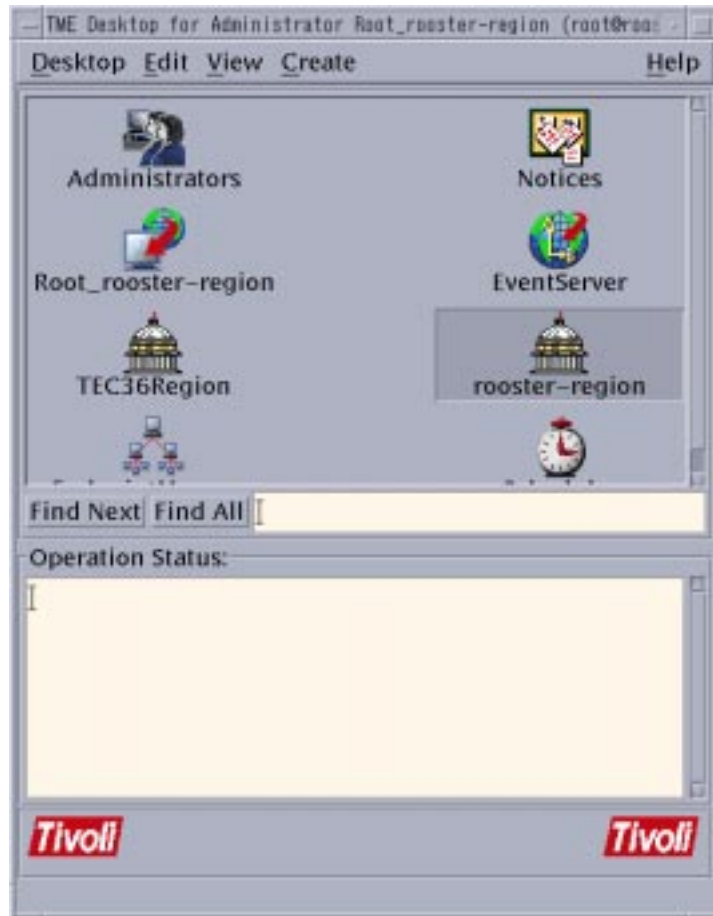 TME Desktop for Administrator Root_rooster-region (root@roos
Desktop Edit View Create Help
Administrators Notices
Root_rooster-region EventServer
TEC36Region rooster-region
Find Next Find All
Operation Status:
Tivoli Tivoli